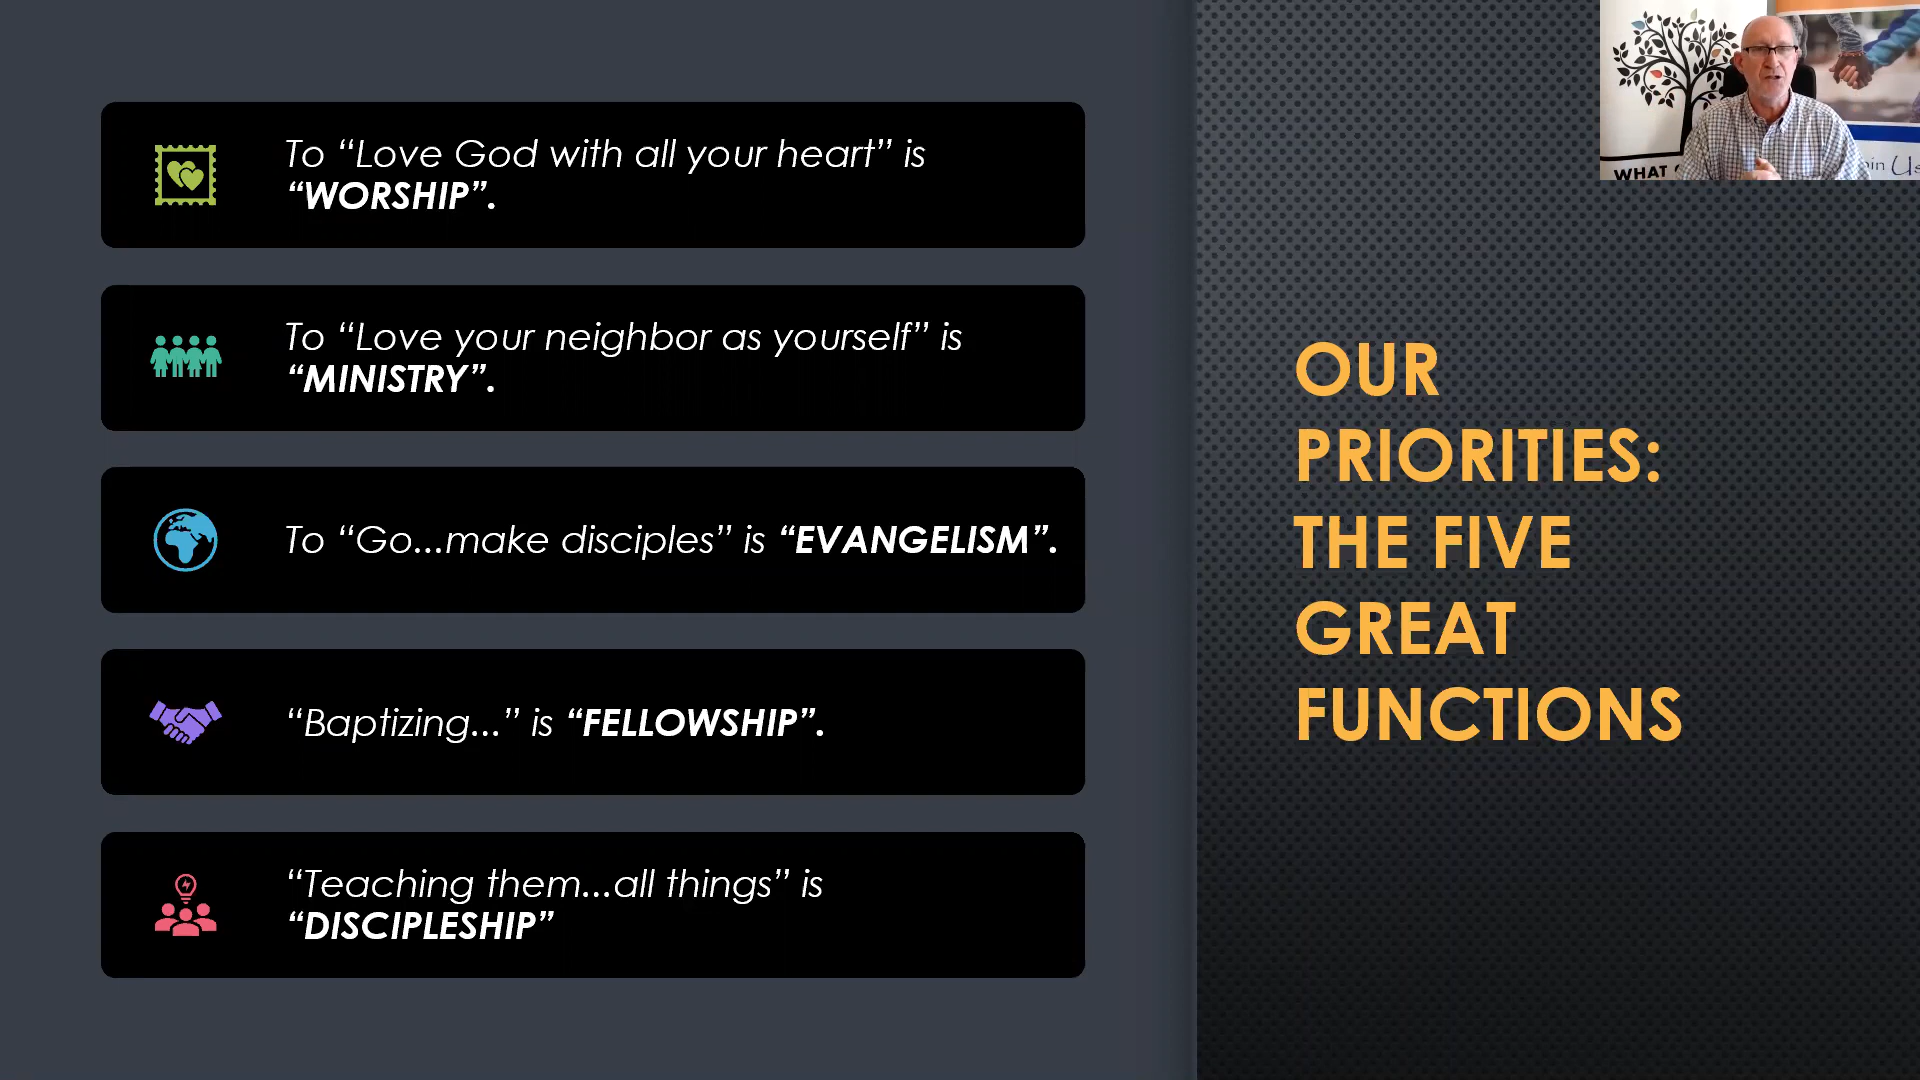 To “Love God with all your heart” is
“WORSHIP”.
To “Love your neighbor as yourself” is
“MINISTRY”.
To “Go...make disciples” is “EVANGELISM”.
“Baptizing...” is “FELLOWSHIP”.
“Teaching them...all things” is
“DISCIPLESHIP”
OUR
PRIORITIES:
THE FIVE
GREAT
FUNCTIONS
WHAT
Us